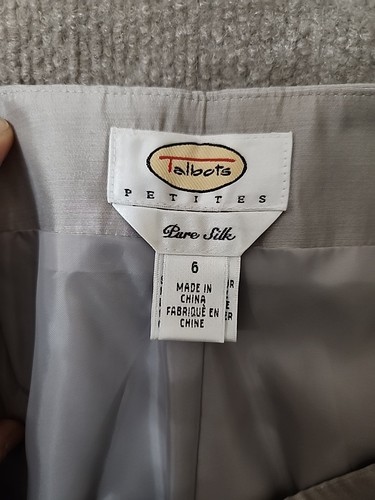 Talbots
PETITES
Pure Silk
6
MADE IN
CHINA
FABRIQUÉ EN
CHINE